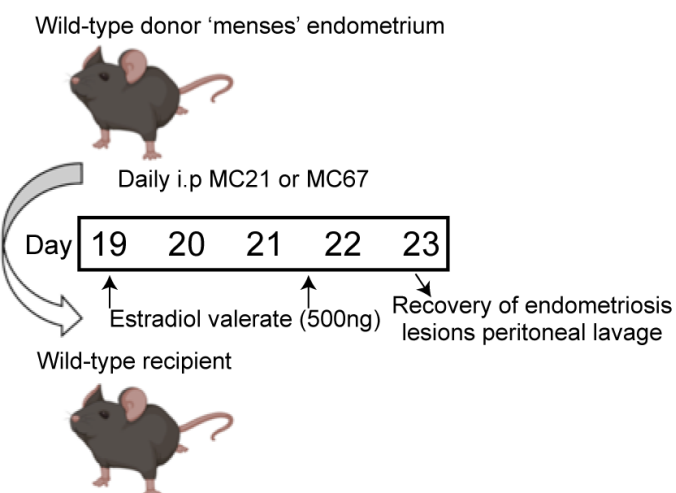 Wild-type donor ‘menses’ endometrium
Daily i.p MC21 or MC67
Day 19 20 21 22 23
Estradiol valerate (500ng)
Recovery of endometriosis
lesions peritoneal lavage
Wild-type recipient